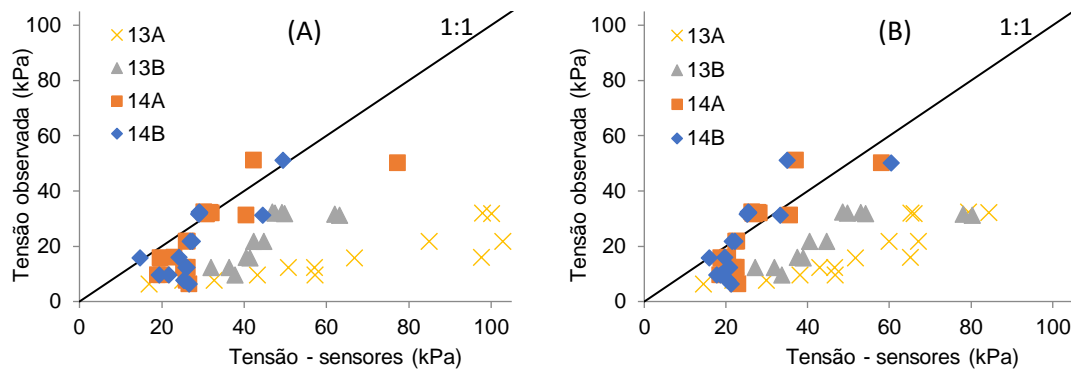 (A)
1:1
13A
13B
14A
14B
100
80
60
40
20
0
0 20 40 60 80 100
Tensão observada (kPa)
Tensão - sensores (kPa)
(B)
1:1
13A
13B
14A
14B
100
80
60
40
20
0
0 20 40 60 80 100
Tensão observada (kPa)
Tensão - sensores (kPa)